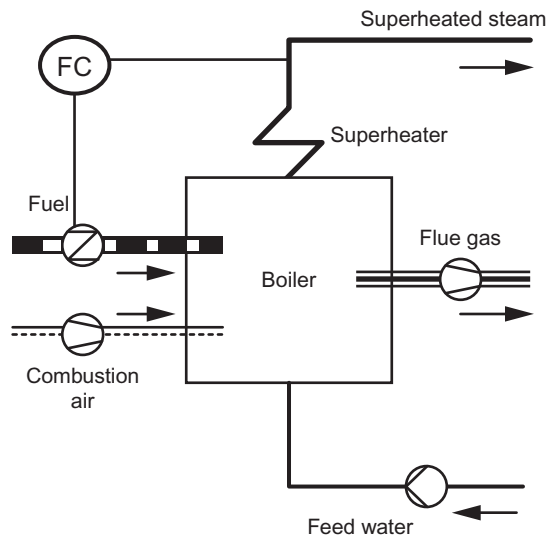 Superheated steam
FC
Superheater
Fuel
Flue gas
Boiler
Combustion
air
Feed water